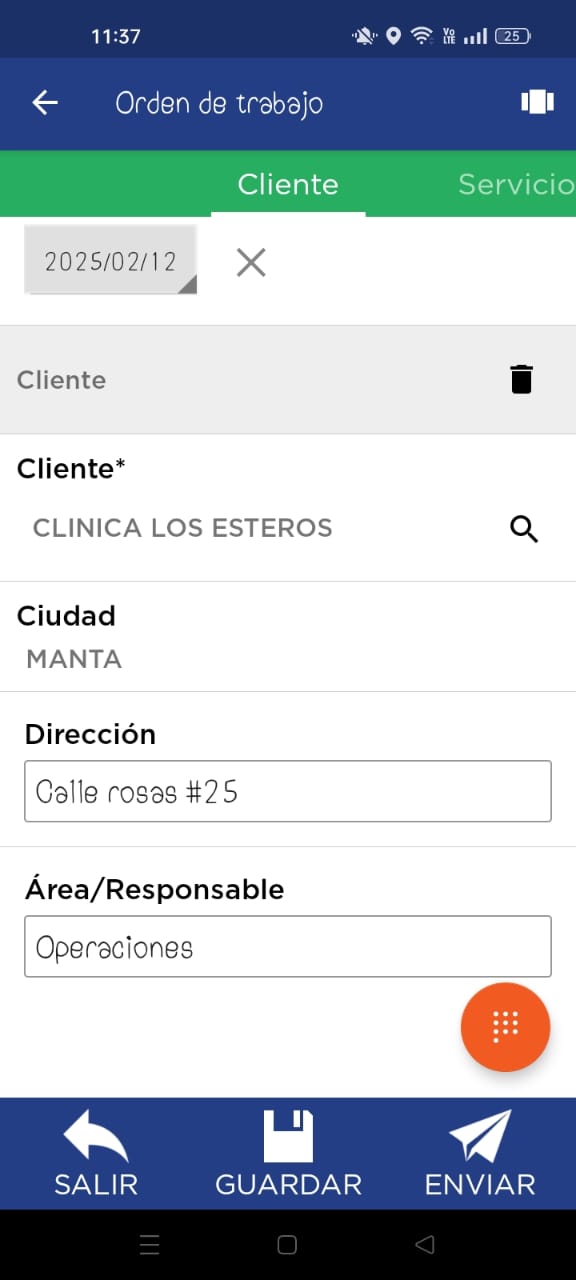 11:37
Vo LTE
25
Orden de trabajo
Cliente
Servicio
2025/02/12
Cliente
Cliente*
CLINICA LOS ESTEROS
Ciudad
MANTA
Dirección
Calle rosas #25
Área/Responsable
Operaciones
SALIR
GUARDAR
ENVIAR